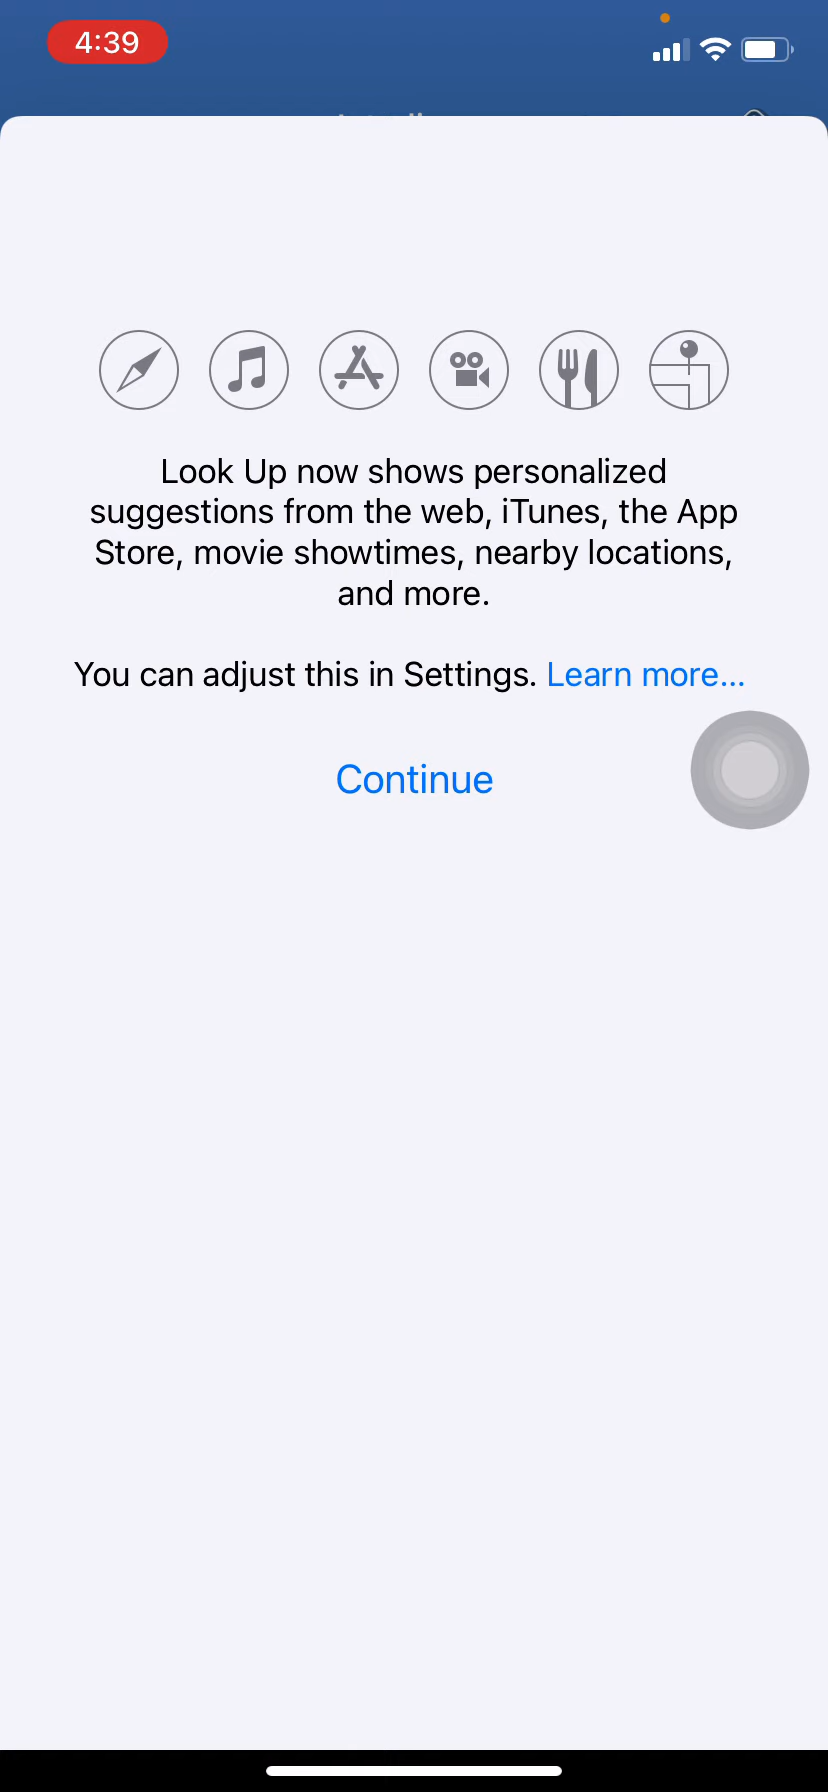 4:39
Look Up now shows personalized
suggestions from the web, iTunes, the App
Store, movie showtimes, nearby locations,
and more.
You can adjust this in Settings. Learn more...
Continue